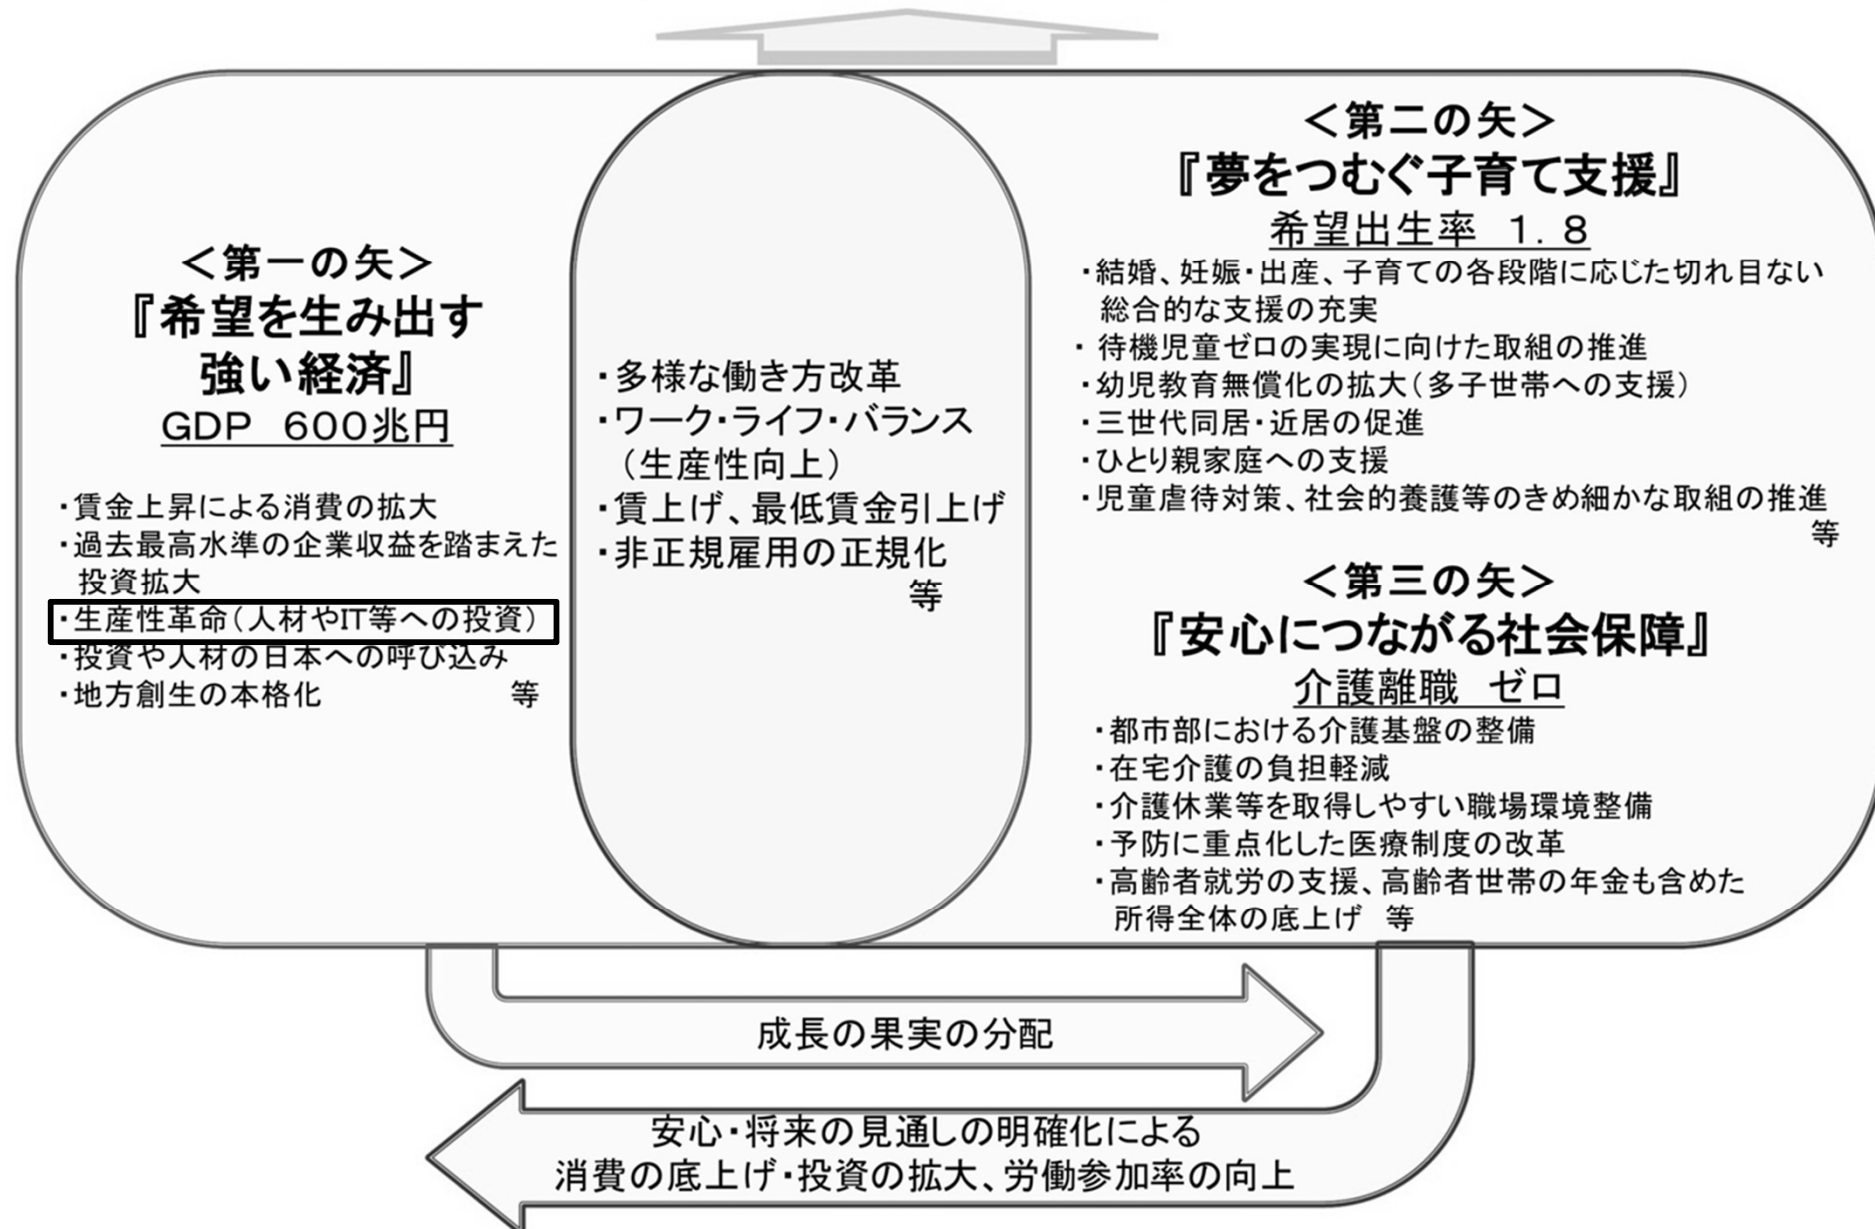 ＜第一の矢＞
『希望を生み出す
強い経済』
GDP　600兆円
・賃金上昇による消費の拡大
・過去最高水準の企業収益を踏まえた
投資拡大
・生産性革命（人材やIT等への投資）
・投資や人材の日本への呼び込み
・地方創生の本格化　等
・多様な働き方改革
・ワーク・ライフ・バランス
（生産性向上）
・賃上げ、最低賃金引上げ
・非正規雇用の正規化
等
＜第二の矢＞
『夢をつむぐ子育て支援』
希望出生率　１．８
・結婚、妊娠・出産、子育ての各段階に応じた切れ目ない
総合的な支援の充実
・待機児童ゼロの実現に向けた取組の推進
・幼児教育無償化の拡大（多子世帯への支援）
・三世代同居・近居の促進
・ひとり親家庭への支援
・児童虐待対策、社会的養護等のきめ細かな取組の推進
等
＜第三の矢＞
『安心につながる社会保障』
介護離職　ゼロ
・都市部における介護基盤の整備
・在宅介護の負担軽減
・介護休業等を取得しやすい職場環境整備
・予防に重点化した医療制度の改革
・高齢者就労の支援、高齢者世帯の年金も含めた
所得全体の底上げ　等
成長の果実の分配
安心・将来の見通しの明確化による
消費の底上げ・投資の拡大、労働参加率の向上